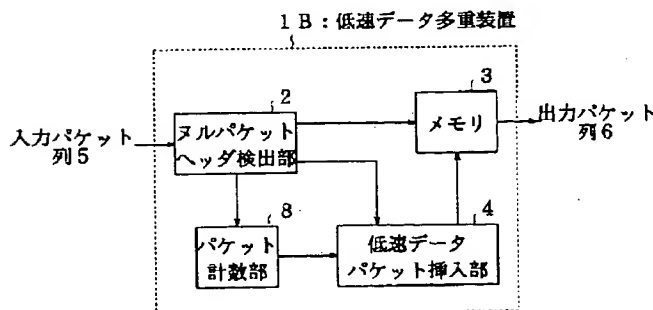 1B：低速データ多重装置
2
3
入力パケット
列5
ヌルパケット
ヘッダ検出部
メモリ
出力パケット
列6
8
4
パケット
計数部
低速データ
パケット挿入部